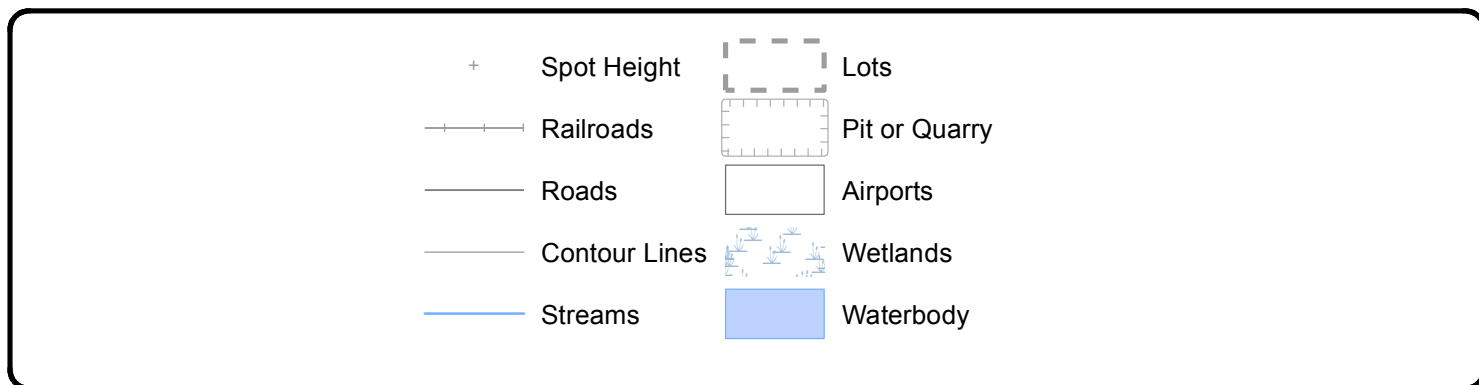 Spot Height
Railroads
Roads
Contour Lines
Streams
Lots
Pit or Quarry
Airports
Wetlands
Waterbody